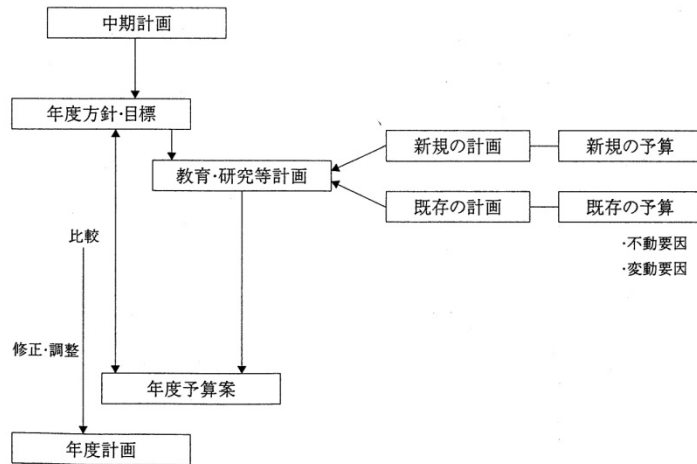 中期計画
年度方針・目標
新規の計画
新規の予算
教育・研究等計画
既存の計画
既存の予算
比較
・不動要因
・変動要因
修正・調整
年度予算案
年度計画